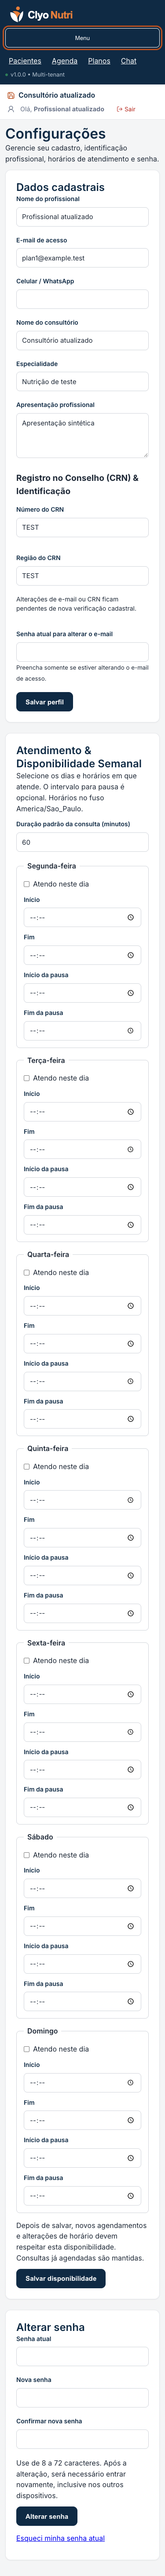 Clyo Nutri
Menu
Pacientes Agenda Planos Chat
v1.0.0 • Multi-tenant
Consultório atualizado
Olá, Profissional atualizado Sair
Configurações
Gerencie seu cadastro, identificação
profissional, horários de atendimento e senha.
Dados cadastrais
Nome do profissional
Profissional atualizado
E-mail de acesso
plan1@example.test
Celular / WhatsApp
Nome do consultório
Consultório atualizado
Especialidade
Nutrição de teste
Apresentação profissional
Apresentação sintética
Registro no Conselho (CRN) &
Identificação
Número do CRN
TEST
Região do CRN
TEST
Alterações de e-mail ou CRN ficam
pendentes de nova verificação cadastral.
Senha atual para alterar o e-mail
Preencha somente se estiver alterando o e-mail
de acesso.
Salvar perfil
Atendimento &
Disponibilidade Semanal
Selecione os dias e horários em que
atende. O intervalo para pausa é
opcional. Horários no fuso
America/Sao_Paulo.
Duração padrão da consulta (minutos)
60
Segunda-feira
Atendo neste dia
Início
--:--
Fim
--:--
Início da pausa
--:--
Fim da pausa
--:--
Terça-feira
Atendo neste dia
Início
--:--
Fim
--:--
Início da pausa
--:--
Fim da pausa
--:--
Quarta-feira
Atendo neste dia
Início
--:--
Fim
--:--
Início da pausa
--:--
Fim da pausa
--:--
Quinta-feira
Atendo neste dia
Início
--:--
Fim
--:--
Início da pausa
--:--
Fim da pausa
--:--
Sexta-feira
Atendo neste dia
Início
--:--
Fim
--:--
Início da pausa
--:--
Fim da pausa
--:--
Sábado
Atendo neste dia
Início
--:--
Fim
--:--
Início da pausa
--:--
Fim da pausa
--:--
Domingo
Atendo neste dia
Início
--:--
Fim
--:--
Início da pausa
--:--
Fim da pausa
--:--
Depois de salvar, novos agendamentos
e alterações de horário devem
respeitar esta disponibilidade.
Consultas já agendadas são mantidas.
Salvar disponibilidade
Alterar senha
Senha atual
Nova senha
Confirmar nova senha
Use de 8 a 72 caracteres. Após a
alteração, será necessário entrar
novamente, inclusive nos outros
dispositivos.
Alterar senha
Esqueci minha senha atual